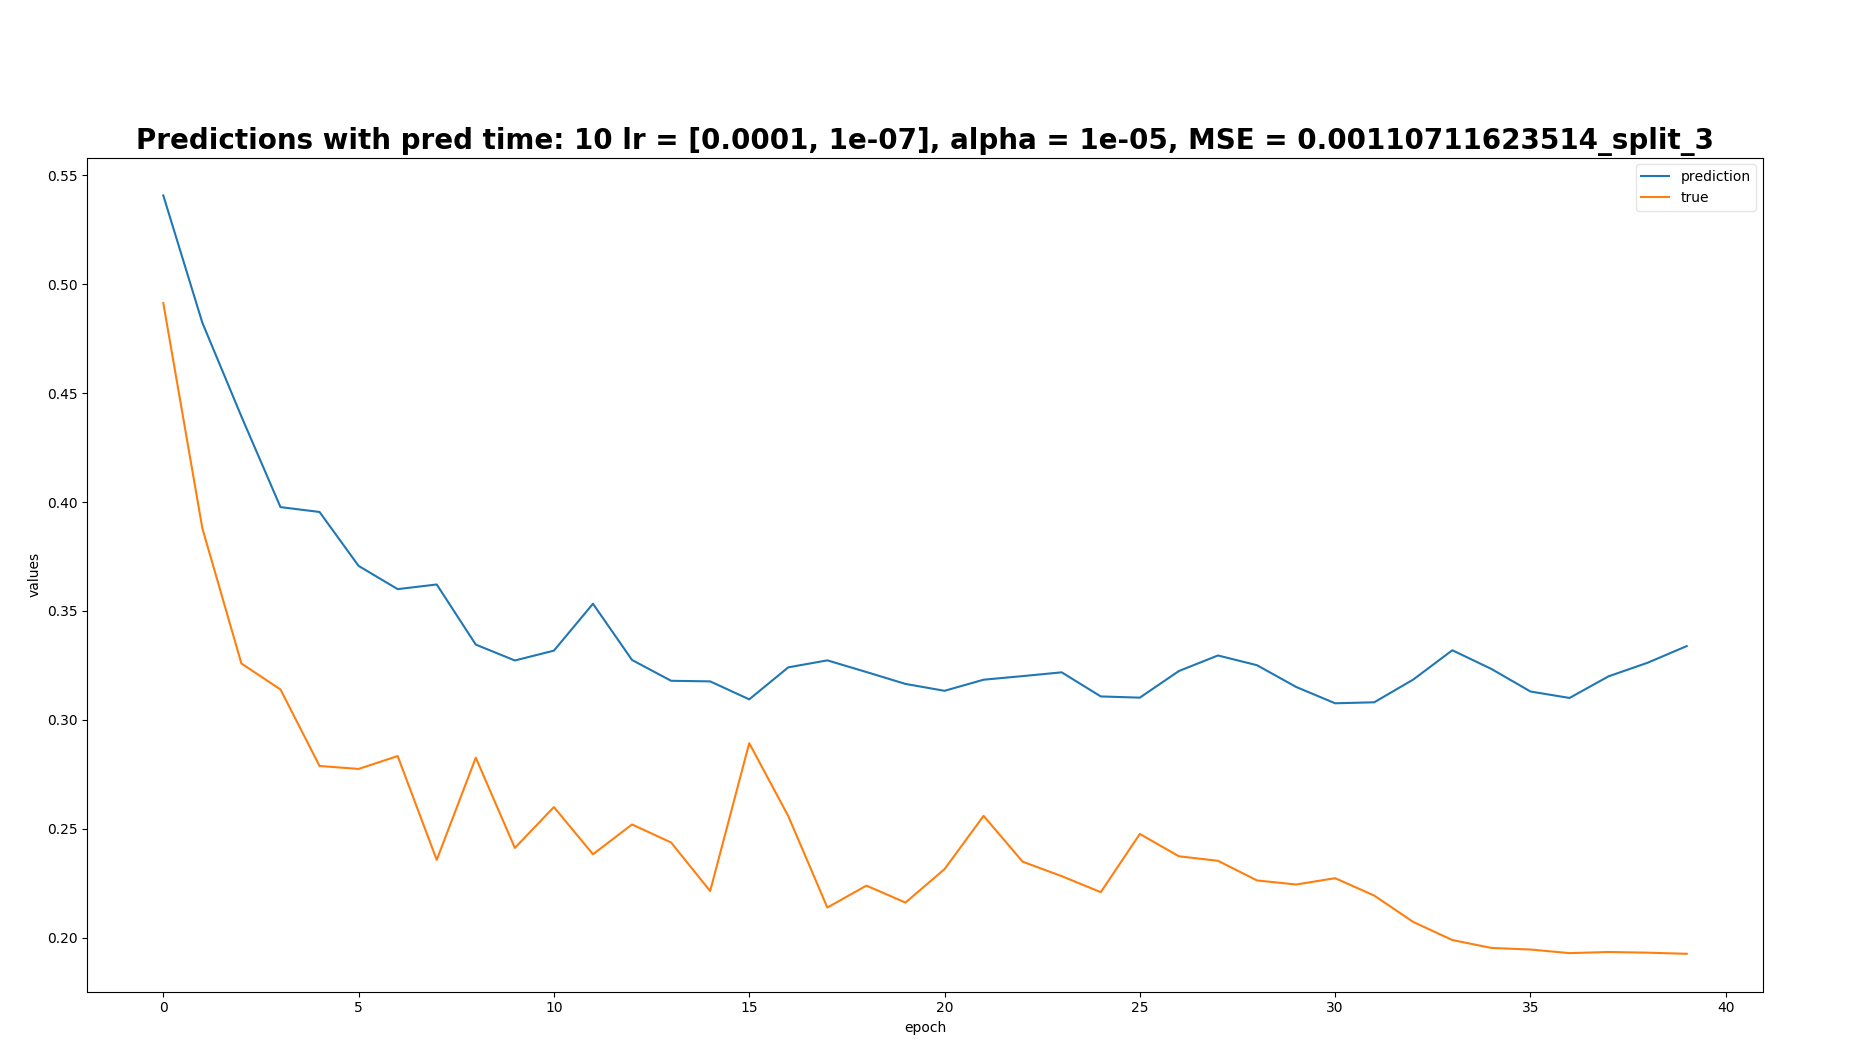 Predictions with pred time: 10 lr = [0.0001, 1e-07], alpha = 1e-05, MSE = 0.00110711623514_split_3
prediction
true
values
0.55
0.50
0.45
0.40
0.35
0.30
0.25
0.20
0 5 10 15 20 25 30 35 40
epoch